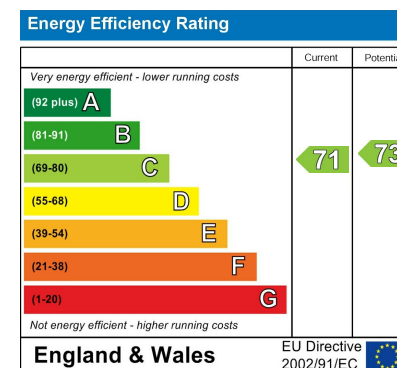 Energy Efficiency Rating
Current
Very energy efficient - lower running costs
(92 plus) A
(81-91) B
(69-80) C
71
73
(55-68) D
(39-54) E
(21-38) F
(1-20) G
Not energy efficient - higher running costs
England & Wales
EU Directive
2002/91/EC